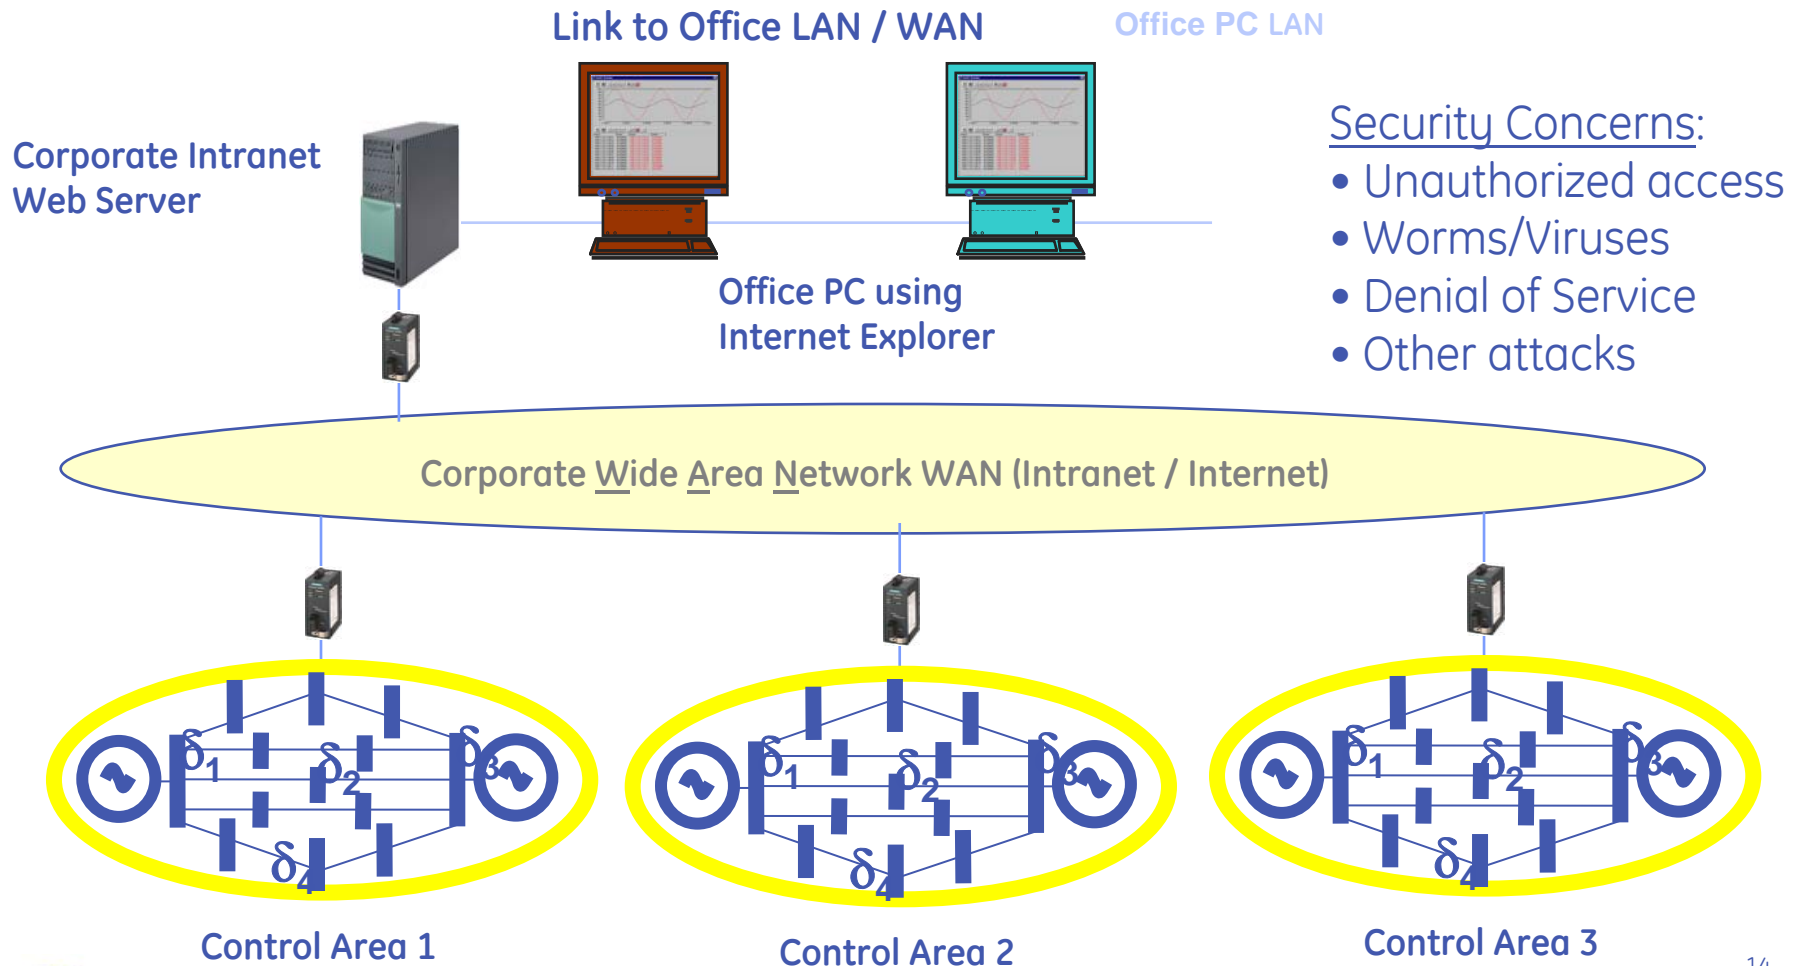 Link to Office LAN / WAN
Office PC LAN
Corporate Intranet
Web Server
Security Concerns:
• Unauthorized access
• Worms/Viruses
• Denial of Service
• Other attacks
Office PC using
Internet Explorer
Corporate Wide Area Network WAN (Intranet / Internet)
δ1
δ2
δ3
δ4
δ1
δ2
δ3
δ4
δ1
δ2
δ3
δ4
Control Area 1
Control Area 2
Control Area 3
14